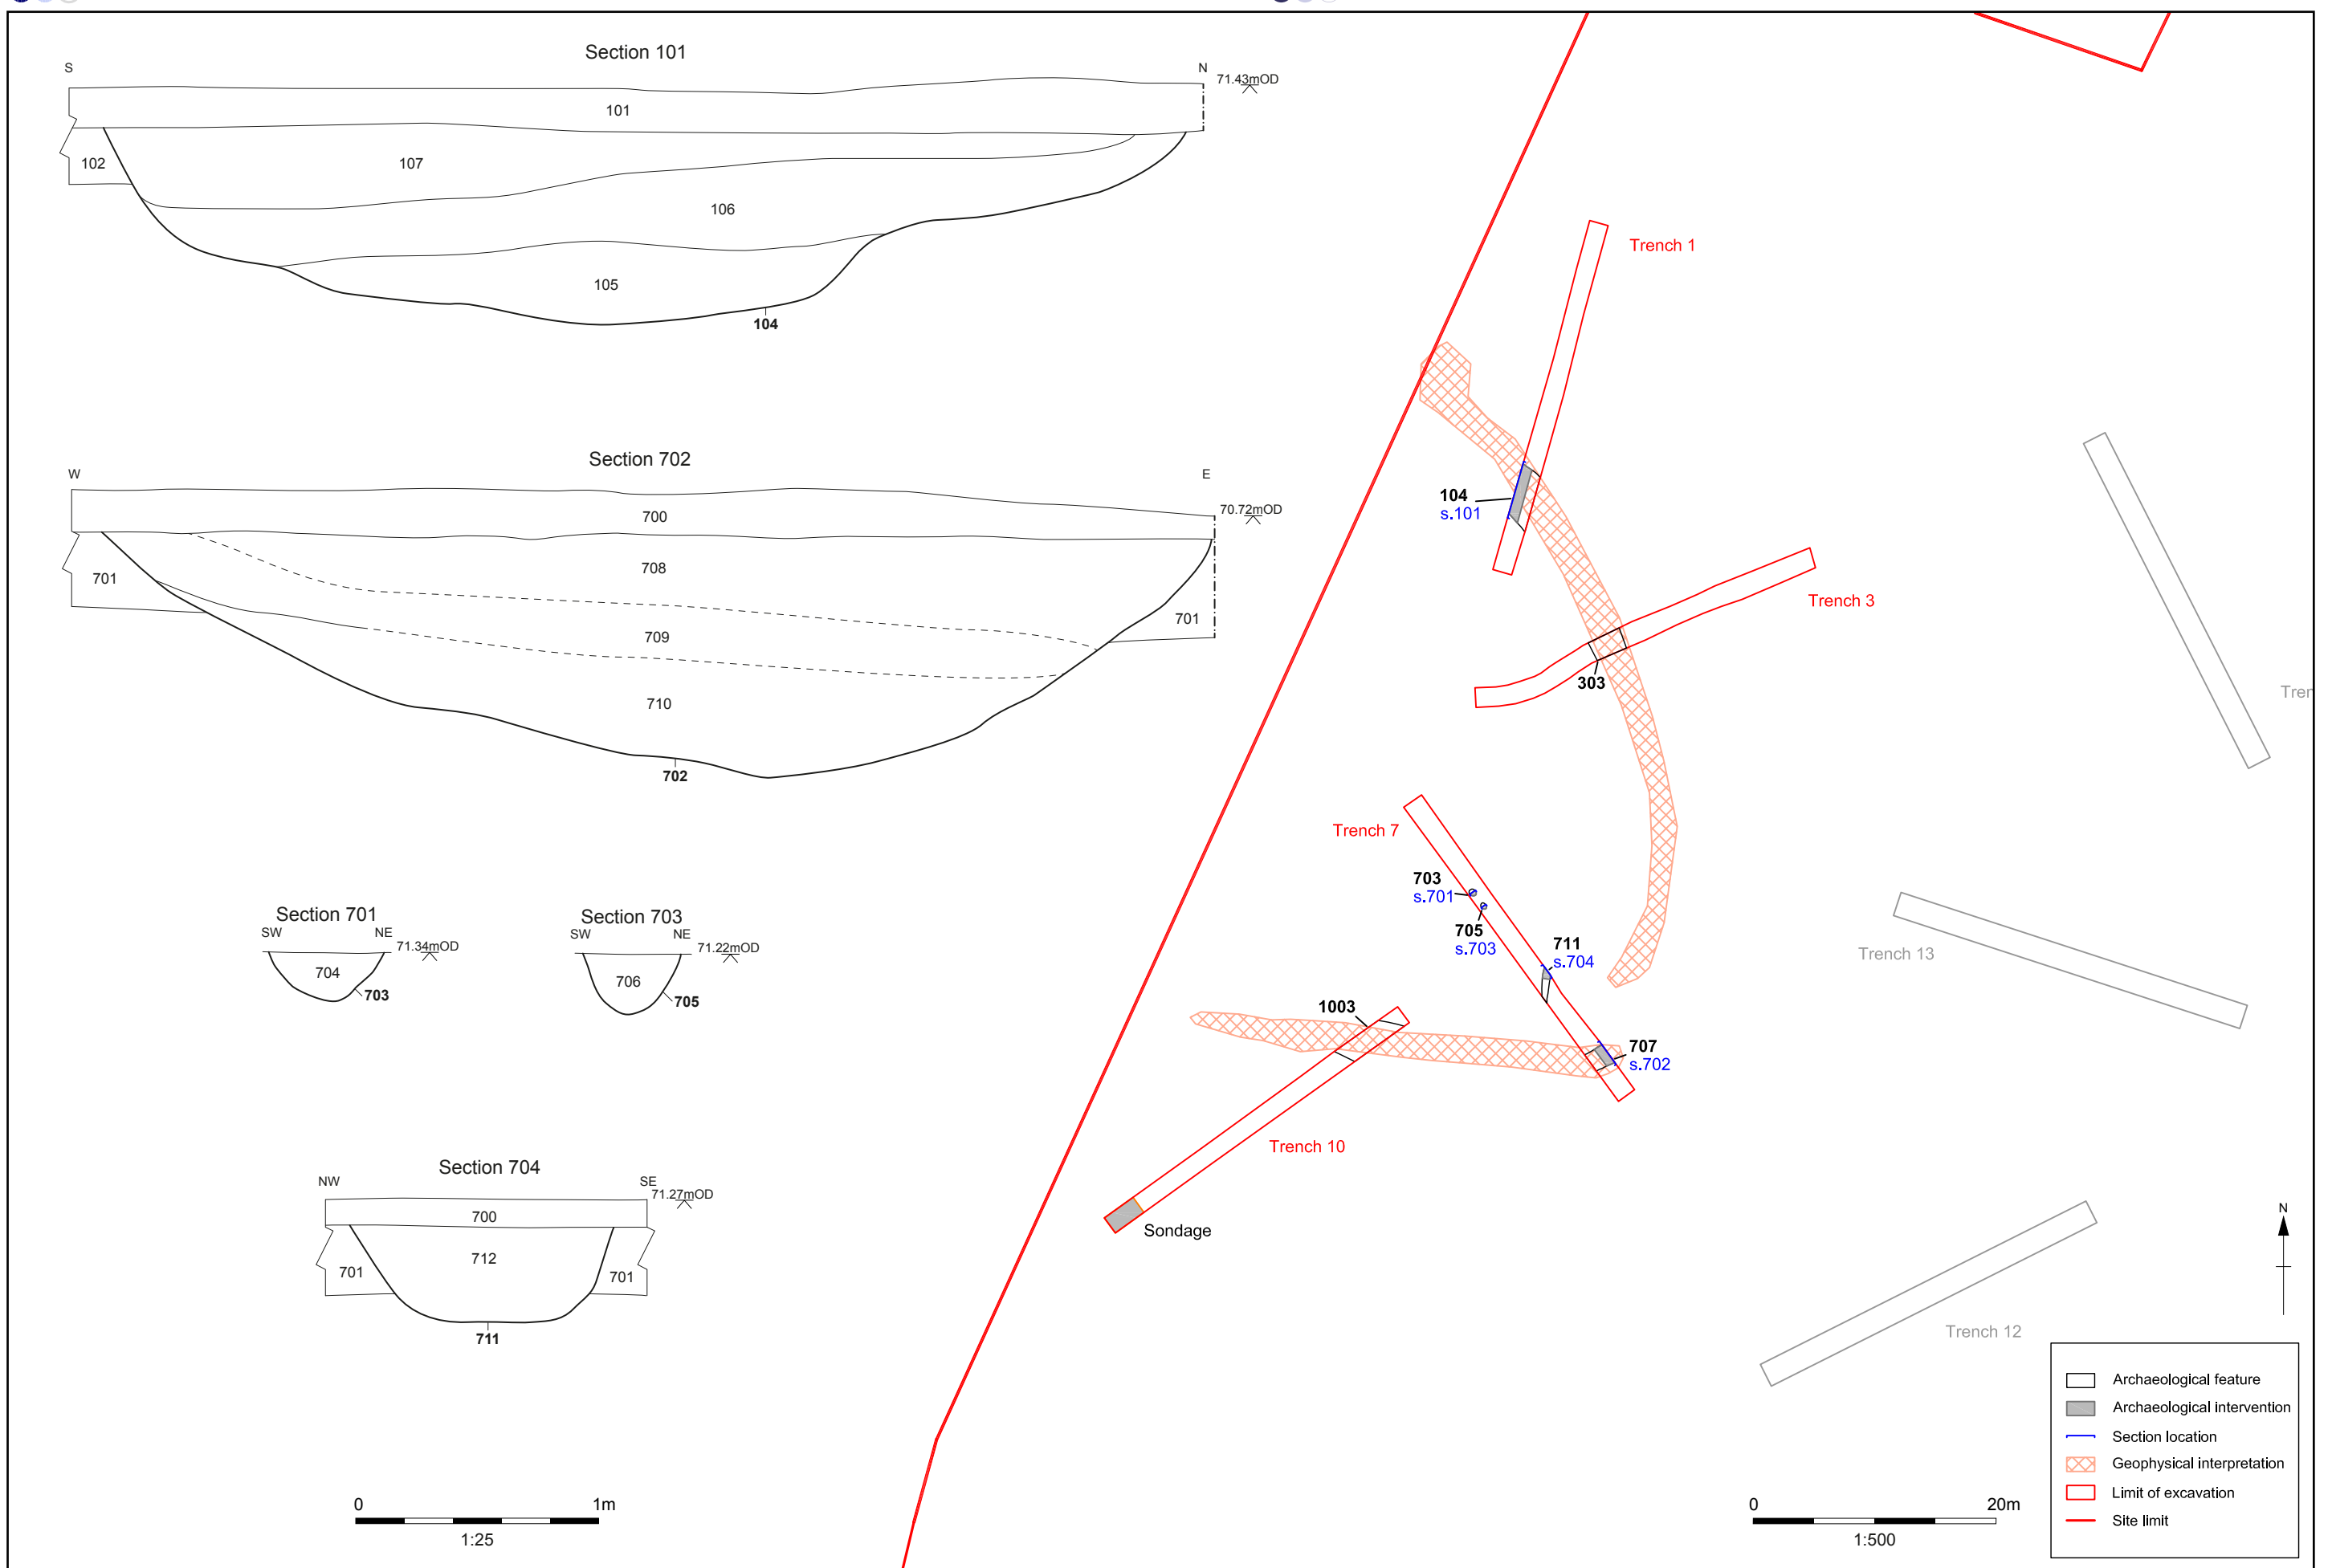 Section 101
S
N
71.43mOD
101
102
107
106
105
104
Section 702
W
E
70.72mOD
700
708
701
709
701
710
702
Section 701
SW
NE
71.34mOD
704
703
Section 703
SW
NE
71.22mOD
706
705
Section 704
NW
SE
71.27mOD
700
712
701
701
711
0
1m
1:25
Trench 1
104
s.101
Trench 3
303
Tren
Trench 7
703
s.701
705
s.703
711
s.704
Trench 13
1003
707
s.702
Trench 10
Sondage
N
Trench 12
Archaeological feature
Archaeological intervention
Section location
Geophysical interpretation
Limit of excavation
Site limit
0
20m
1:500